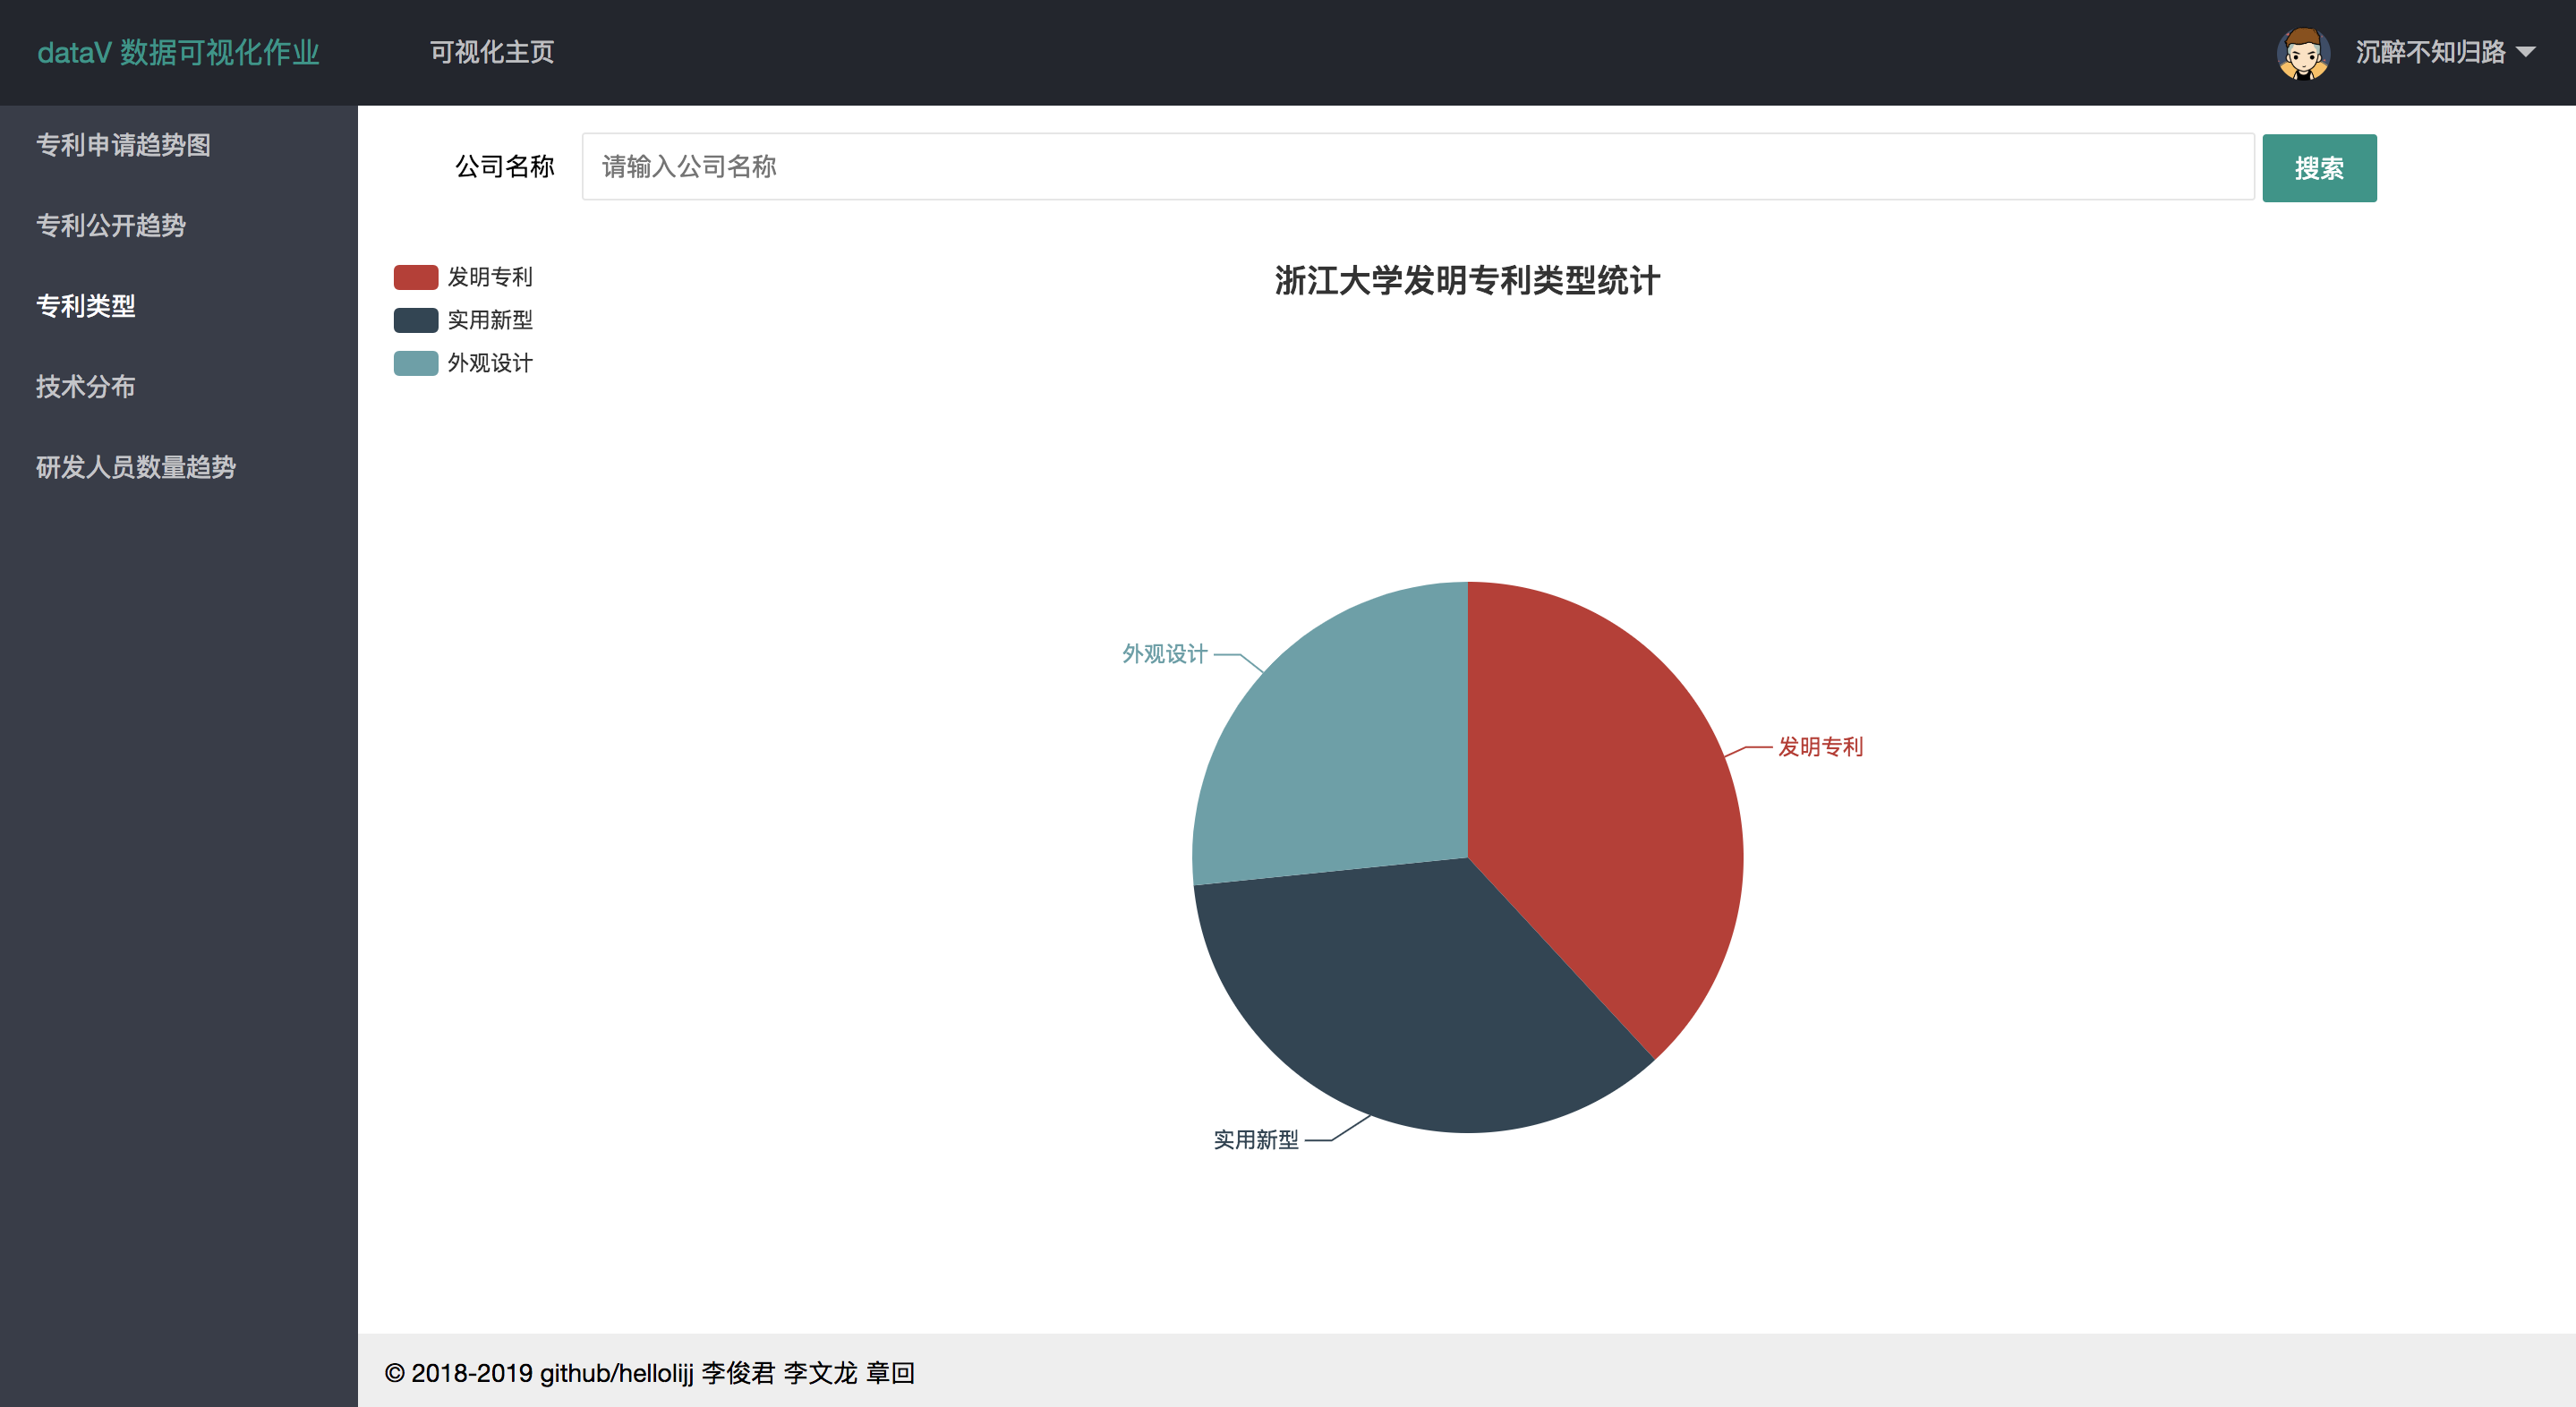 dataV 数据可视化作业
可视化主页
沉醉不知归路
专利申请趋势图
专利公开趋势
专利类型
技术分布
研发人员数量趋势
公司名称
请输入公司名称
搜索
浙江大学发明专利类型统计
发明专利
实用新型
外观设计
外观设计
发明专利
实用新型
© 2018-2019 github/hellolijj 李俊君 李文龙 章回